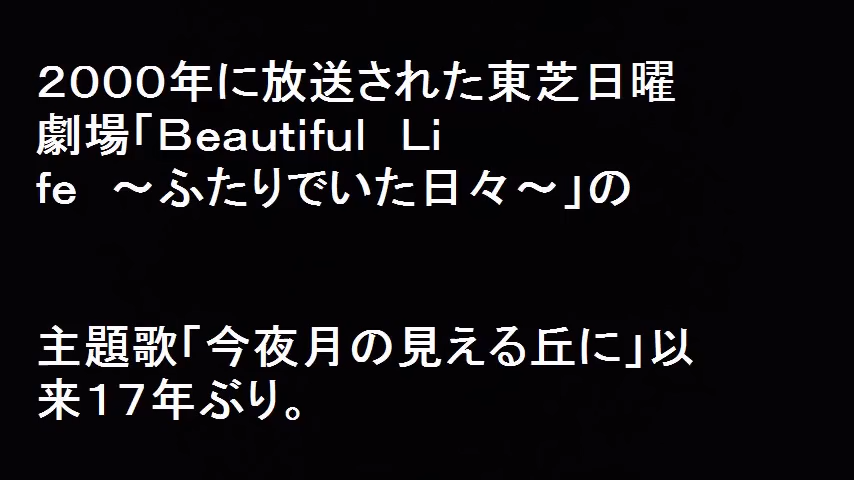 ２０００年に放送された東芝日曜
劇場｢Ｂｅａｕｔｉｆｕｌ　Ｌｉ
ｆｅ　～ふたりでいた日々～｣の
主題歌｢今夜月の見える丘に｣以
来１７年ぶり。